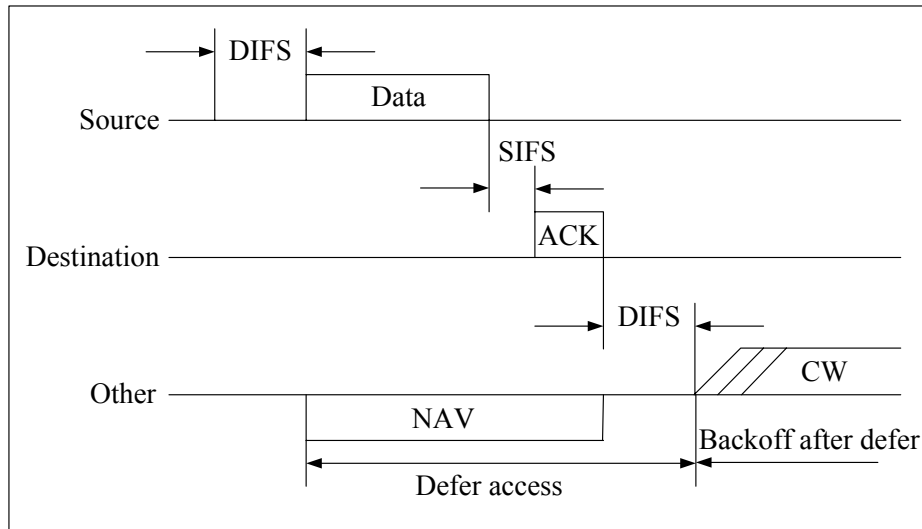 DIFS
Data
Source
SIFS
ACK
Destination
DIFS
CW
Other
NAV
Backoff after defer
Defer access